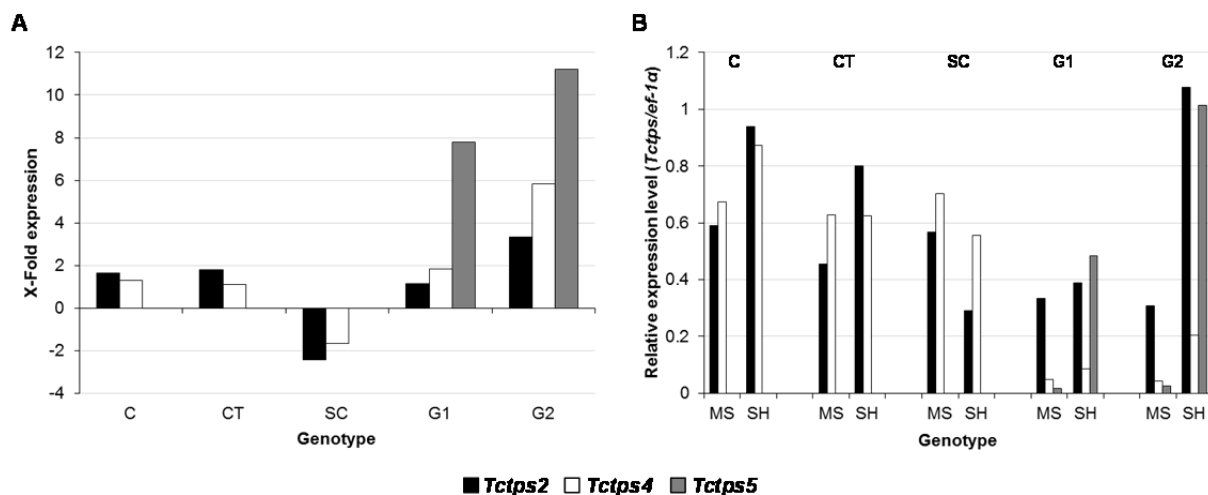 A
X-Fold expression
12
10
8
6
4
2
0
-2
-4
C CT SC G1 G2
Genotype
B
Relative expression level (Tctps/ef-1α)
1.2
1
0.8
0.6
0.4
0.2
0
C CT SC G1 G2
MS SH MS SH MS SH MS SH MS SH
Genotype
Tctps2 Tctps4 Tctps5